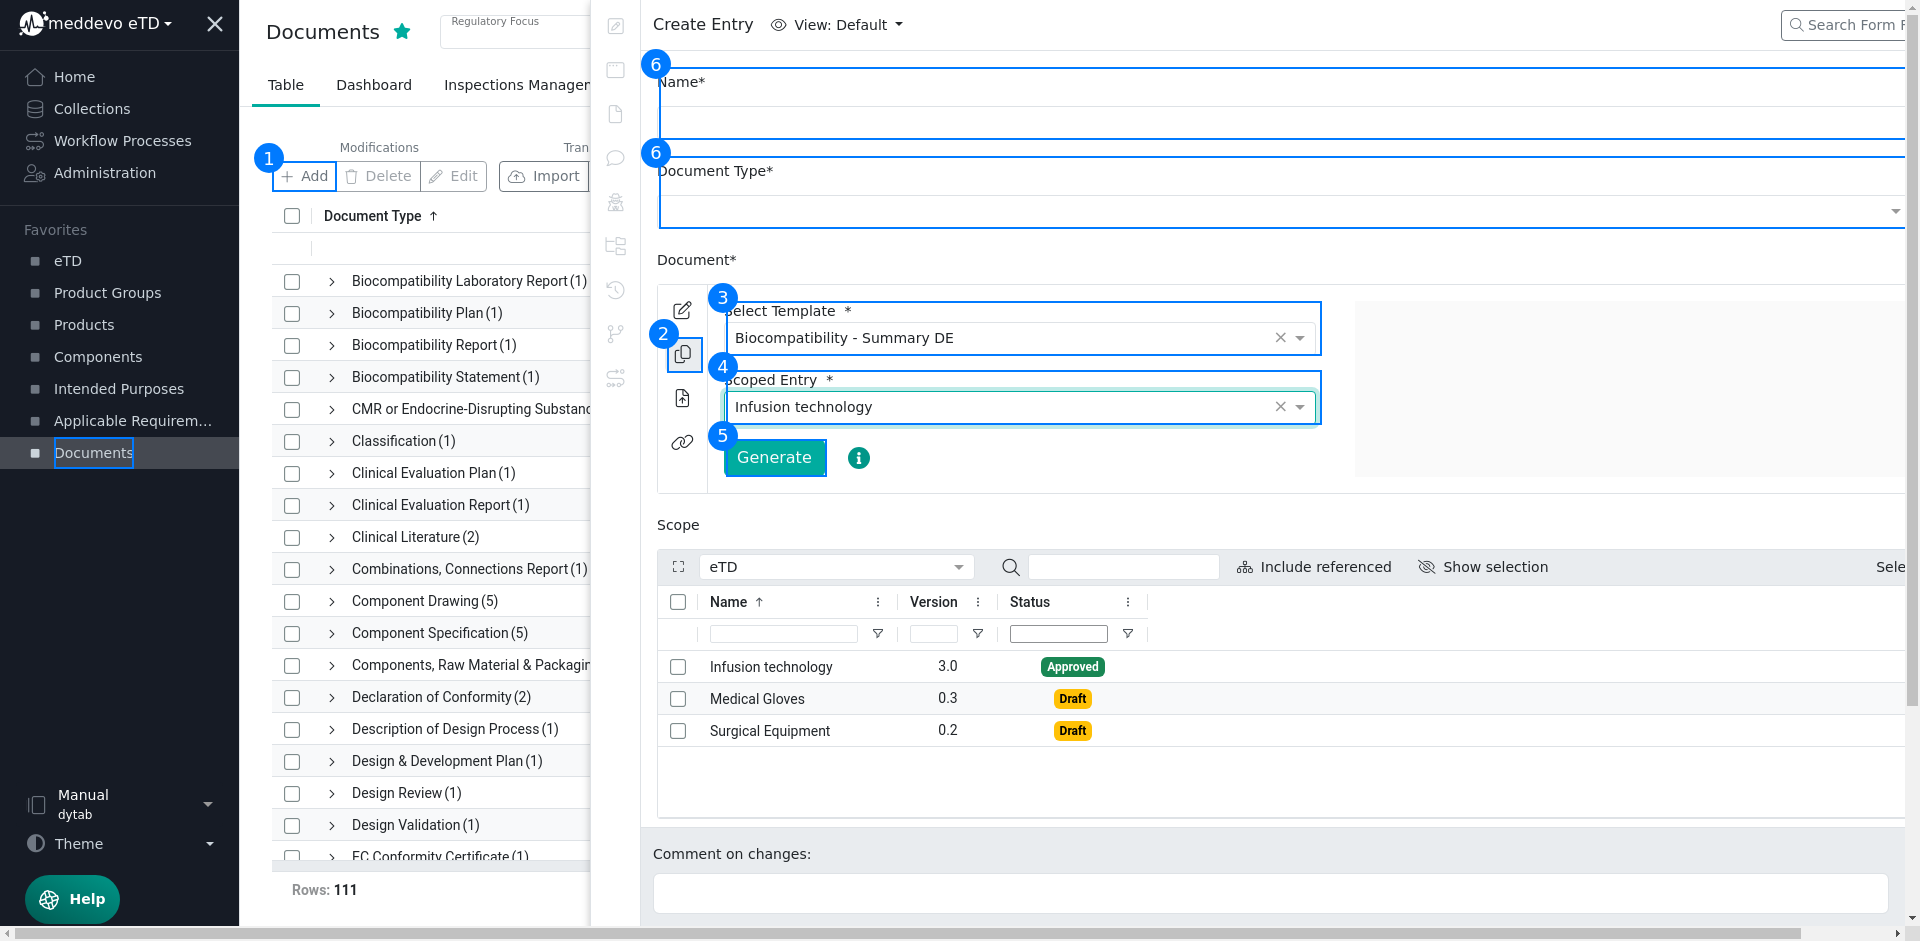 meddevo eTD
Home
Collections
Workflow Processes
Administration
Favorites
eTD
Product Groups
Products
Components
Intended Purposes
Applicable Requirem...
Documents
Manual
dytab
Theme
Help
Documents
Regulatory Focus
Table
Dashboard
Inspections Manager
Modifications
Tran
1
Add
Delete
Edit
Import
Document Type
Biocompatibility Laboratory Report (1)
Biocompatibility Plan (1)
Biocompatibility Report (1)
Biocompatibility Statement (1)
CMR or Endocrine-Disrupting Substanc
Classification (1)
Clinical Evaluation Plan (1)
Clinical Evaluation Report (1)
Clinical Literature (2)
Combinations, Connections Report (1)
Component Drawing (5)
Component Specification (5)
Components, Raw Material & Packagin
Declaration of Conformity (2)
Description of Design Process (1)
Design & Development Plan (1)
Design Review (1)
Design Validation (1)
EC Conformity Certificate (1)
Rows: 111
Create Entry
View: Default
Search Form F
6
Name*
6
Document Type*
Document*
3
Select Template *
2
Biocompatibility - Summary DE
4
Scoped Entry *
Infusion technology
5
Generate
Scope
eTD
Include referenced
Show selection
Sele
Name
Version
Status
Infusion technology
3.0
Approved
Medical Gloves
0.3
Draft
Surgical Equipment
0.2
Draft
Comment on changes: